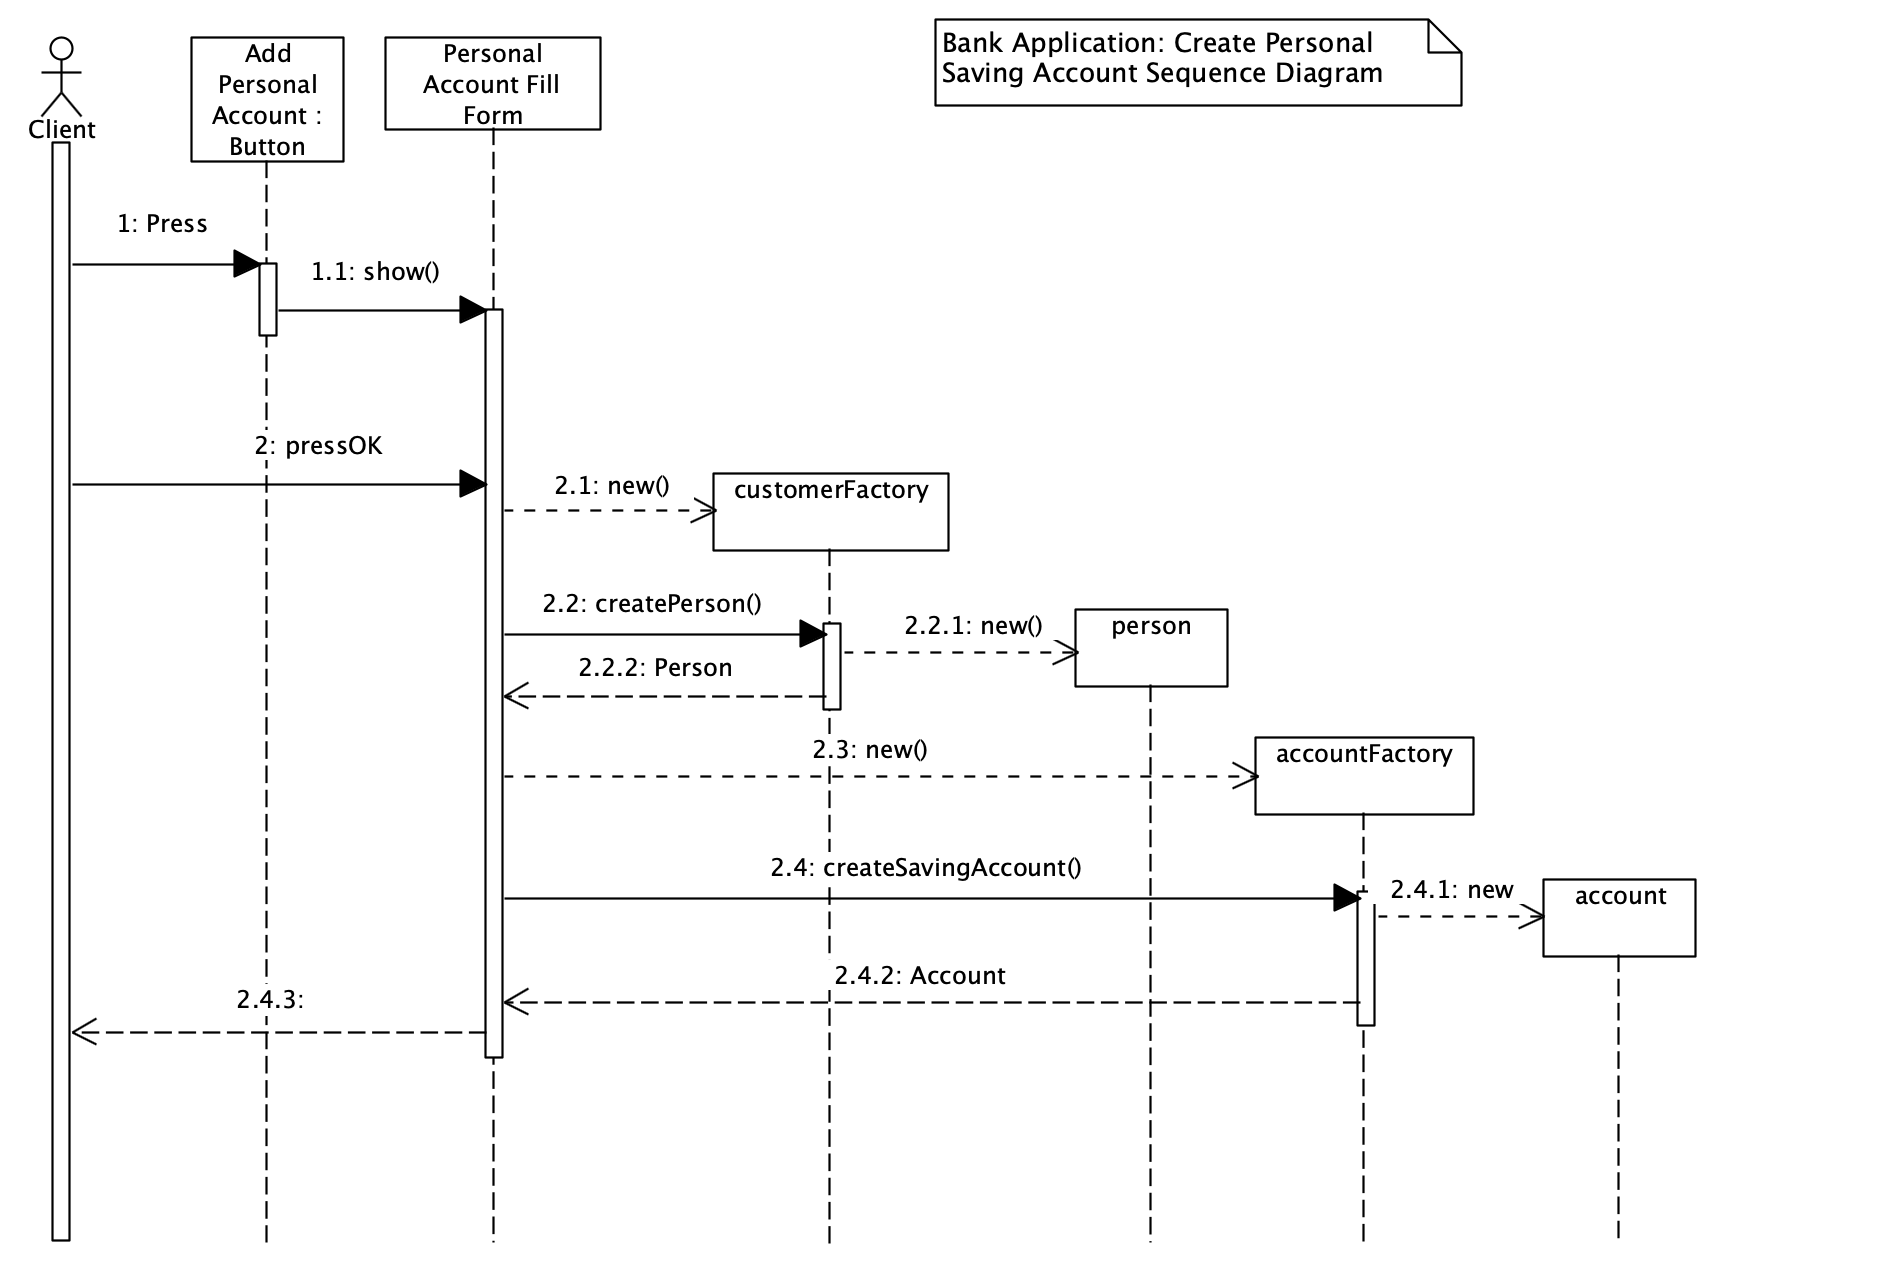 Bank Application: Create Personal
Saving Account Sequence Diagram
Client
Add
Personal
Account :
Button
Personal
Account Fill
Form
1: Press
1.1: show()
2: pressOK
2.1: new()
customerFactory
2.2: createPerson()
2.2.1: new()
person
2.2.2: Person
2.3: new()
accountFactory
2.4: createSavingAccount()
2.4.1: new
account
2.4.2: Account
2.4.3: